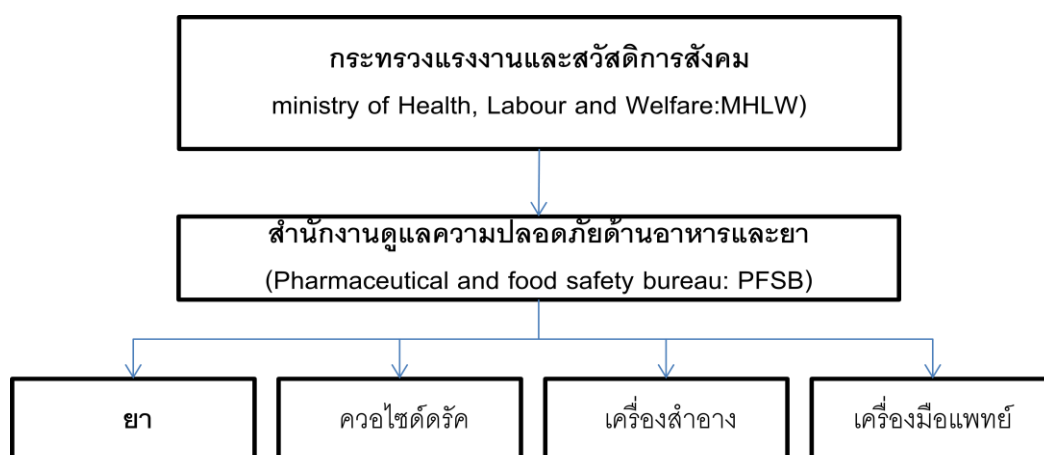 กระทรวงแรงงานและสวัสดิการสังคม
ministry of Health, Labour and Welfare:MHLW)
สำนักงานดูแลความปลอดภัยด้านอาหารและยา
(Pharmaceutical and food safety bureau: PFSB)
ยา
ควอไซด์ดรัค
เครื่องสำอาง
เครื่องมือแพทย์